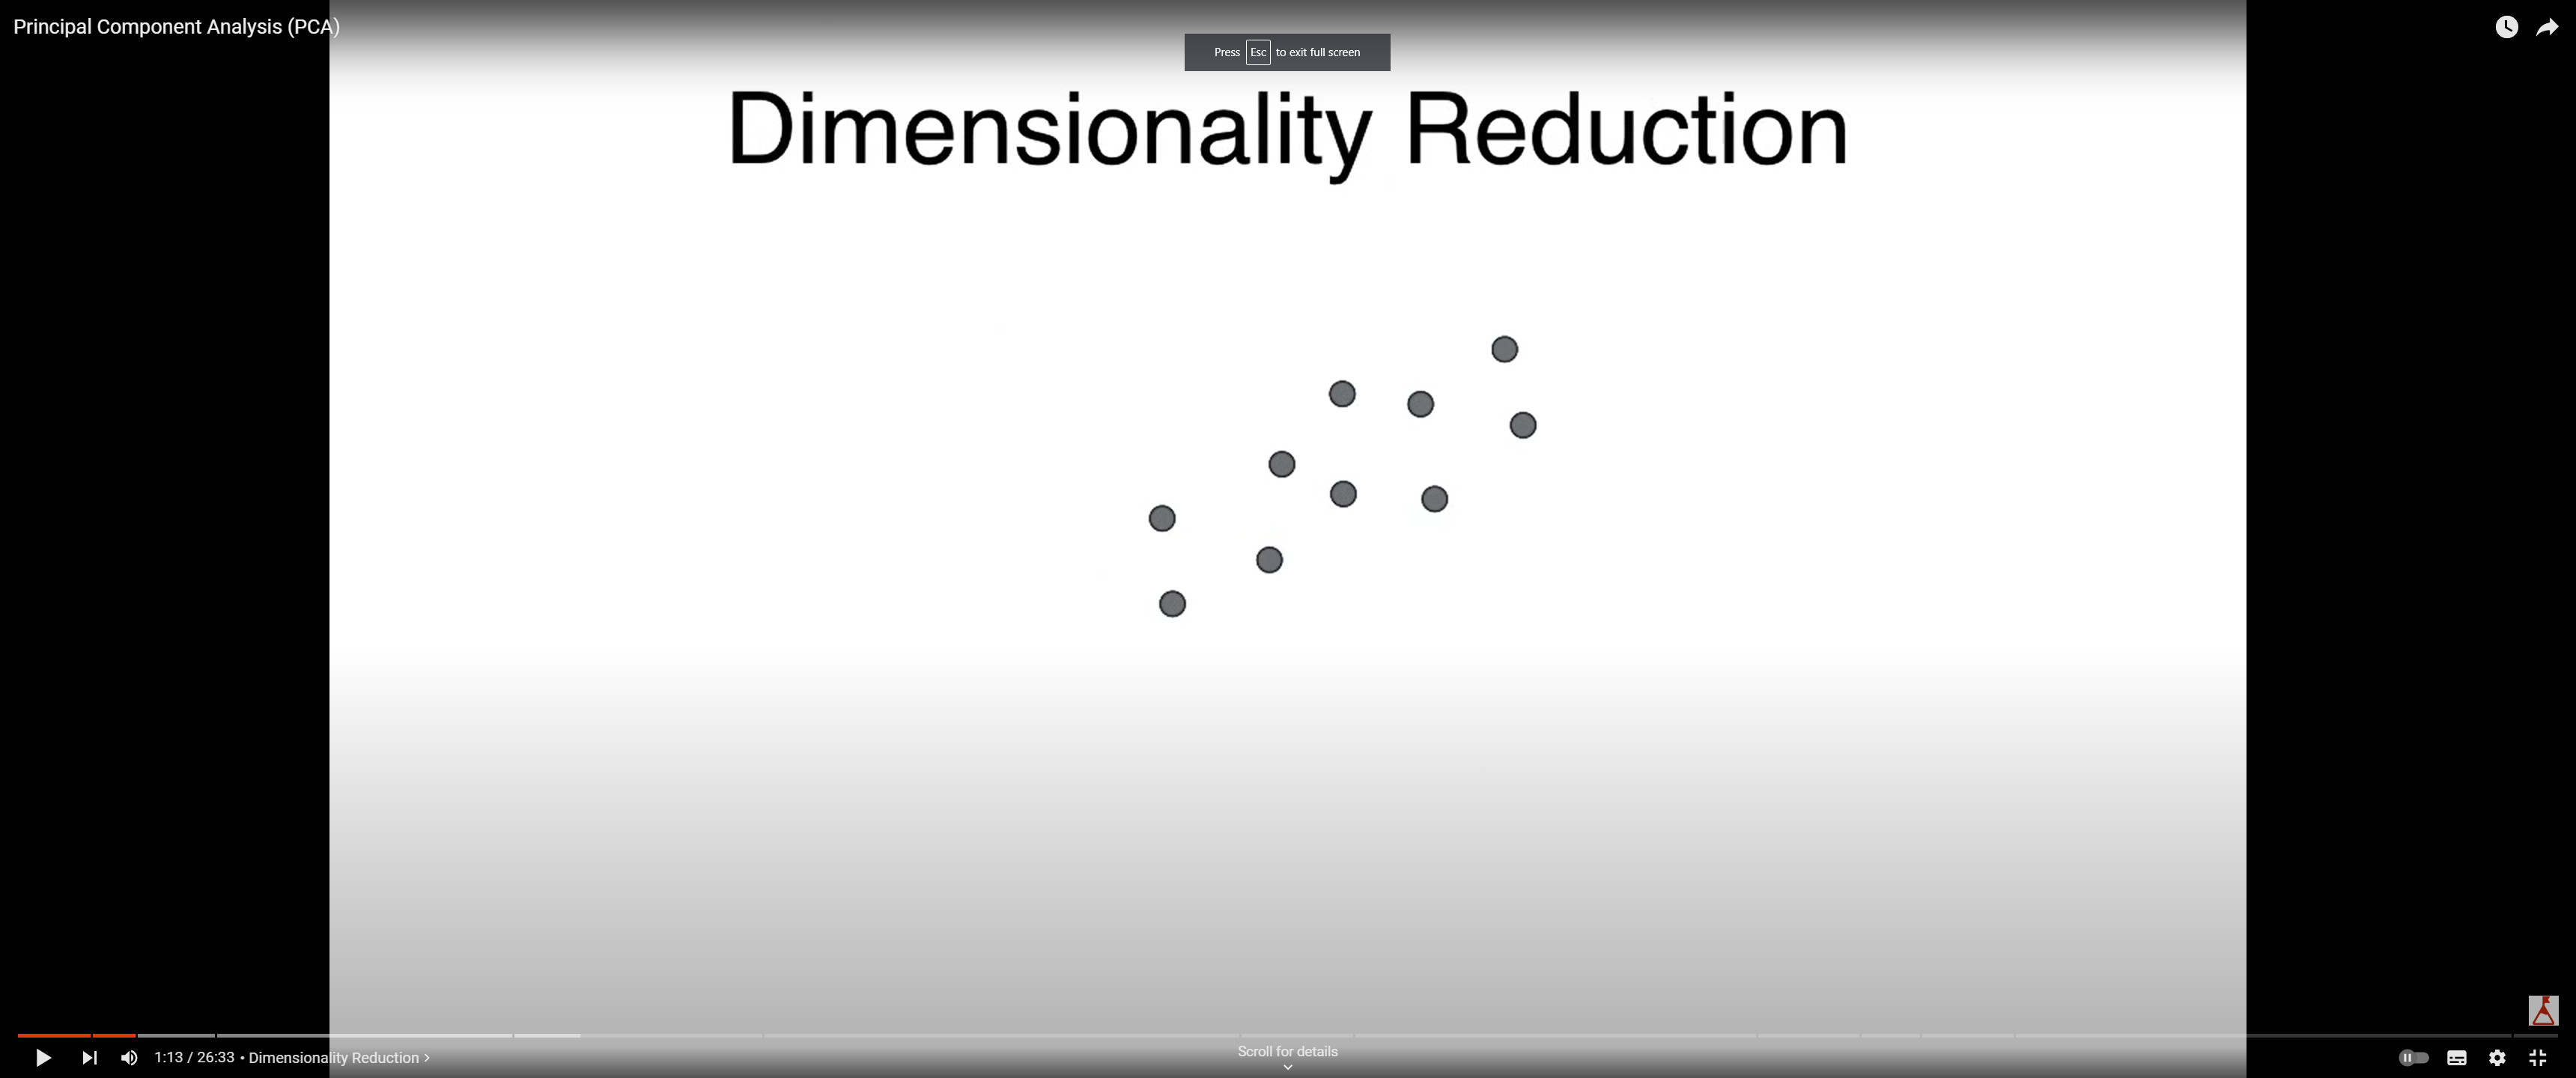 Principal Component Analysis (PCA)
Press Esc to exit full screen
Dimensionality Reduction
Scroll for details
1:13 / 26:33 • Dimensionality Reduction >